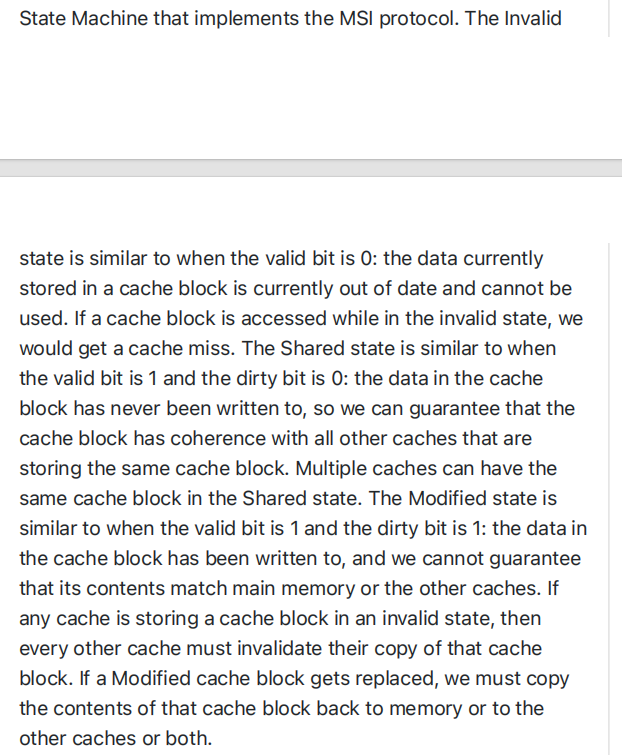 State Machine that implements the MSI protocol. The Invalid
state is similar to when the valid bit is 0: the data currently
stored in a cache block is currently out of date and cannot be
used. If a cache block is accessed while in the invalid state, we
would get a cache miss. The Shared state is similar to when
the valid bit is 1 and the dirty bit is 0: the data in the cache
block has never been written to, so we can guarantee that the
cache block has coherence with all other caches that are
storing the same cache block. Multiple caches can have the
same cache block in the Shared state. The Modified state is
similar to when the valid bit is 1 and the dirty bit is 1: the data in
the cache block has been written to, and we cannot guarantee
that its contents match main memory or the other caches. If
any cache is storing a cache block in an invalid state, then
every other cache must invalidate their copy of that cache
block. If a Modified cache block gets replaced, we must copy
the contents of that cache block back to memory or to the
other caches or both.